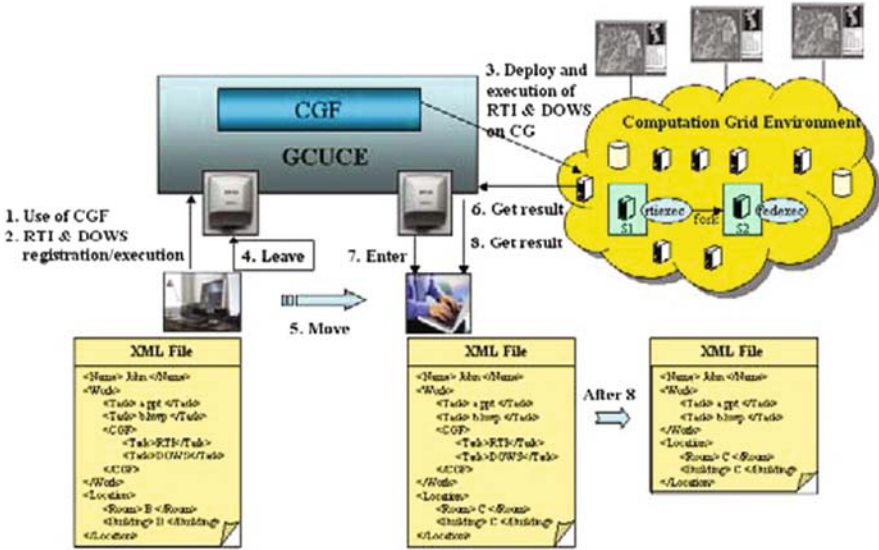 CGF
GCUCE
3. Deploy and
execution of
RTI & DOWS
on CG
Computation Grid Environment
S1
rtiexec
fork
S2
fedexec
6. Get result
8. Get result
1. Use of CGF
2. RTI & DOWS
registration/execution
4. Leave
7. Enter
5. Move
XML File
<Name> John </Name>
<Work>
<Task> a.ppt </Task>
<Task> b.hwp </Task>
<CGF>
<Task>RTI</Task>
<Task>DOWS</Task>
</CGF>
</Work>
<Location>
<Room> B </Room>
<Building> B </Building>
</Location>
XML File
<Name> John </Name>
<Work>
<Task> a.ppt </Task>
<Task> b.hwp </Task>
<CGF>
<Task>RTI</Task>
<Task>DOWS</Task>
</CGF>
</Work>
<Location>
<Room> C </Room>
<Building> C </Building>
</Location>
After 8
XML File
<Name> John </Name>
<Work>
<Task> a.ppt </Task>
<Task> b.hwp </Task>
</Work>
<Location>
<Room> C </Room>
<Building> C </Building>
</Location>